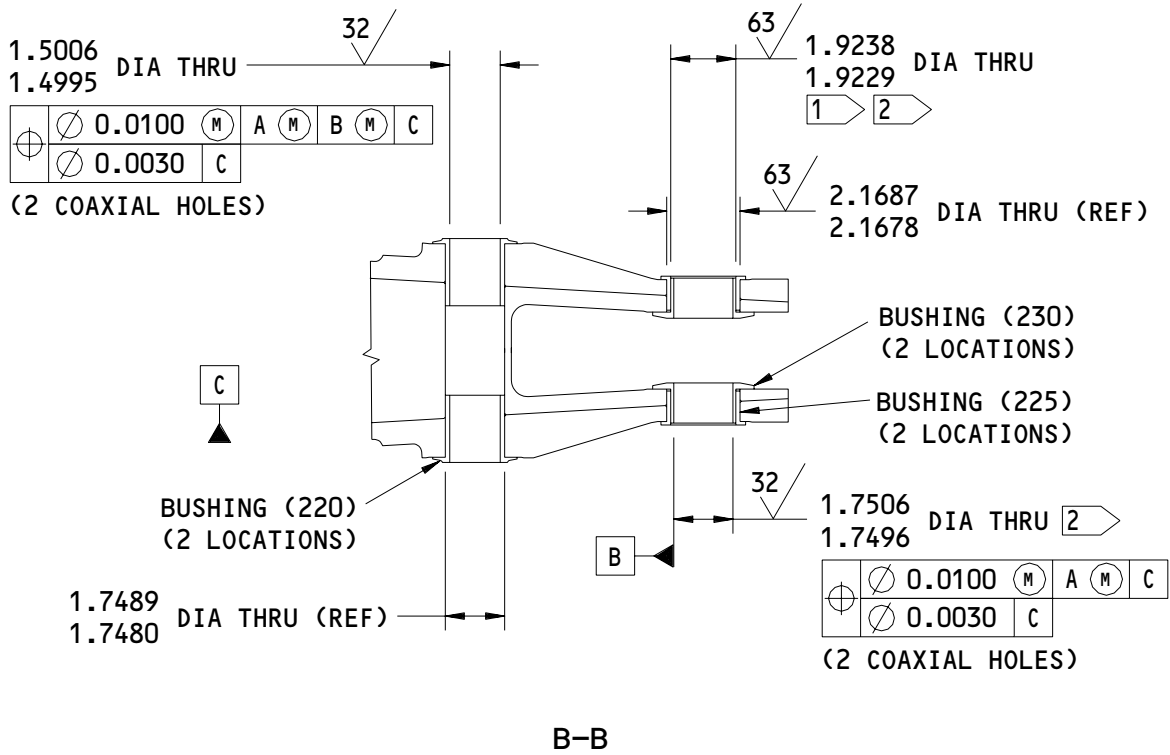 32
1.5006
1.4995 DIA THRU
⌖ ⌀ 0.0100 Ⓜ A Ⓜ B Ⓜ C
⌀ 0.0030 C
(2 COAXIAL HOLES)
63
1.9238
1.9229 DIA THRU
1 2
63
2.1687
2.1678 DIA THRU (REF)
BUSHING (230)
(2 LOCATIONS)
BUSHING (225)
(2 LOCATIONS)
C
BUSHING (220)
(2 LOCATIONS)
1.7489
1.7480 DIA THRU (REF)
B
32
1.7506
1.7496 DIA THRU 2
⌖ ⌀ 0.0100 Ⓜ A Ⓜ C
⌀ 0.0030 C
(2 COAXIAL HOLES)
B-B